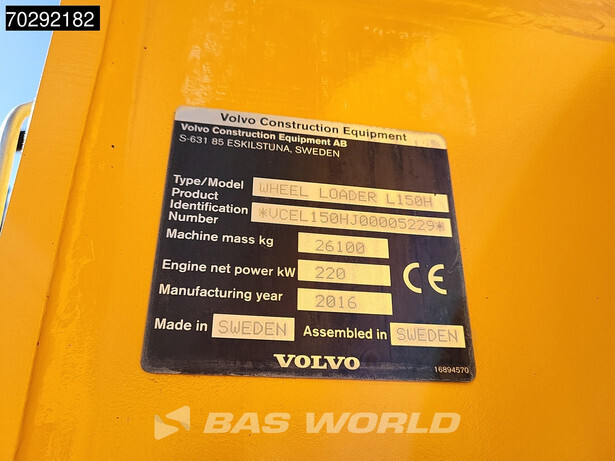 70292182
Volvo Construction Equipment
Volvo Construction Equipment AB
S-631 85 ESKILSTUNA, SWEDEN
Type/Model WHEEL LOADER L150H
Product Identification Number *VCEL150HJ00005229*
Machine mass kg 26100
Engine net power kW 220
CE
Manufacturing year 2016
Made in SWEDEN Assembled in SWEDEN
VOLVO
16894570
BAS WORLD